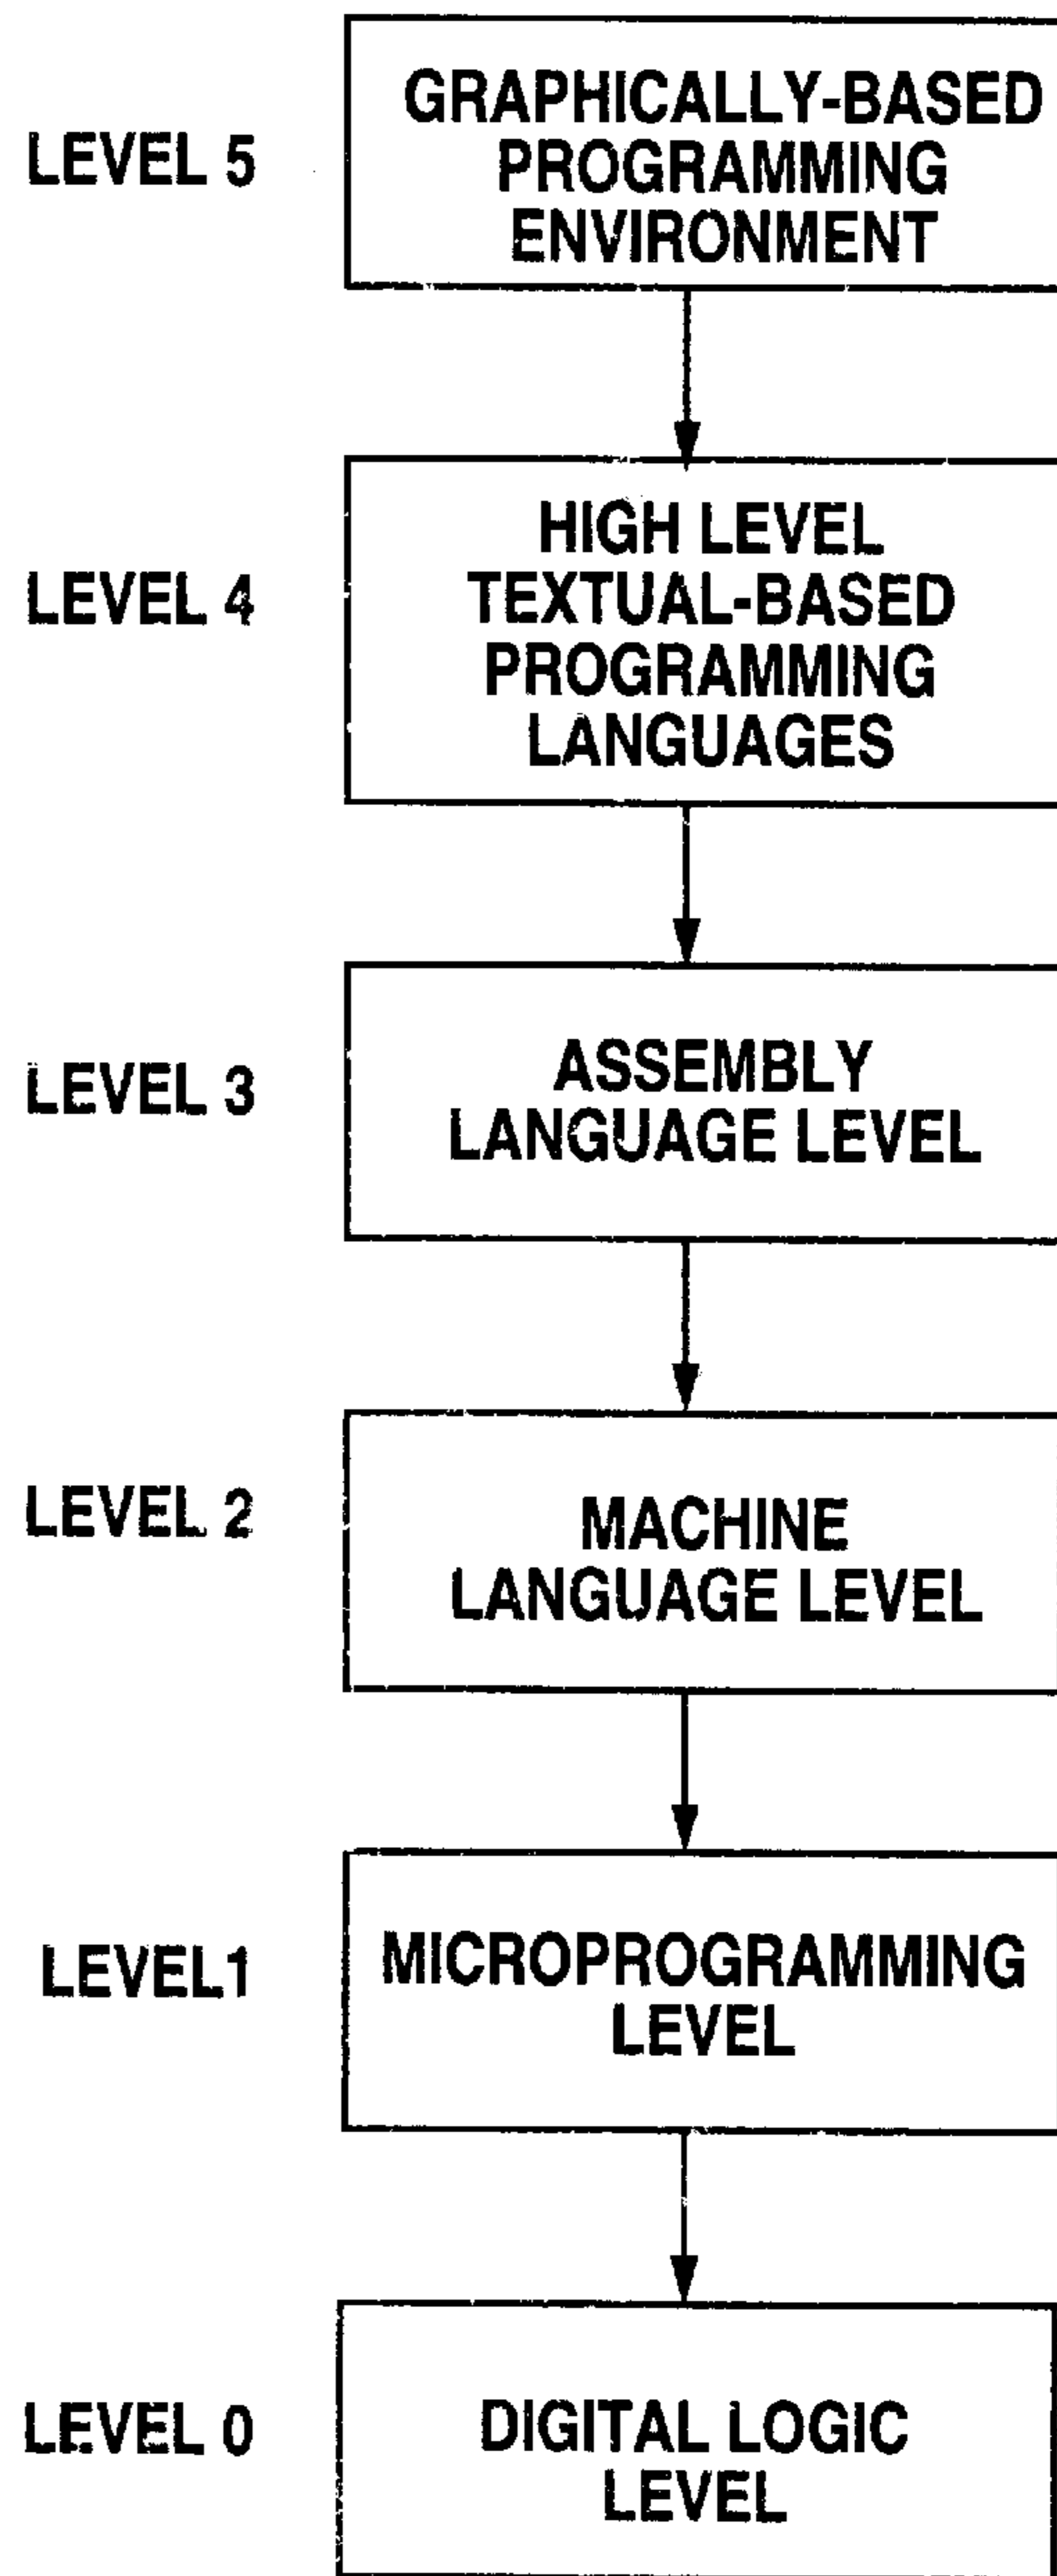 LEVEL 5
GRAPHICALLY-BASED
PROGRAMMING
ENVIRONMENT
LEVEL 4
HIGH LEVEL
TEXTUAL-BASED
PROGRAMMING
LANGUAGES
LEVEL 3
ASSEMBLY
LANGUAGE LEVEL
LEVEL 2
MACHINE
LANGUAGE LEVEL
LEVEL1
MICROPROGRAMMING
LEVEL
LEVEL 0
DIGITAL LOGIC
LEVEL